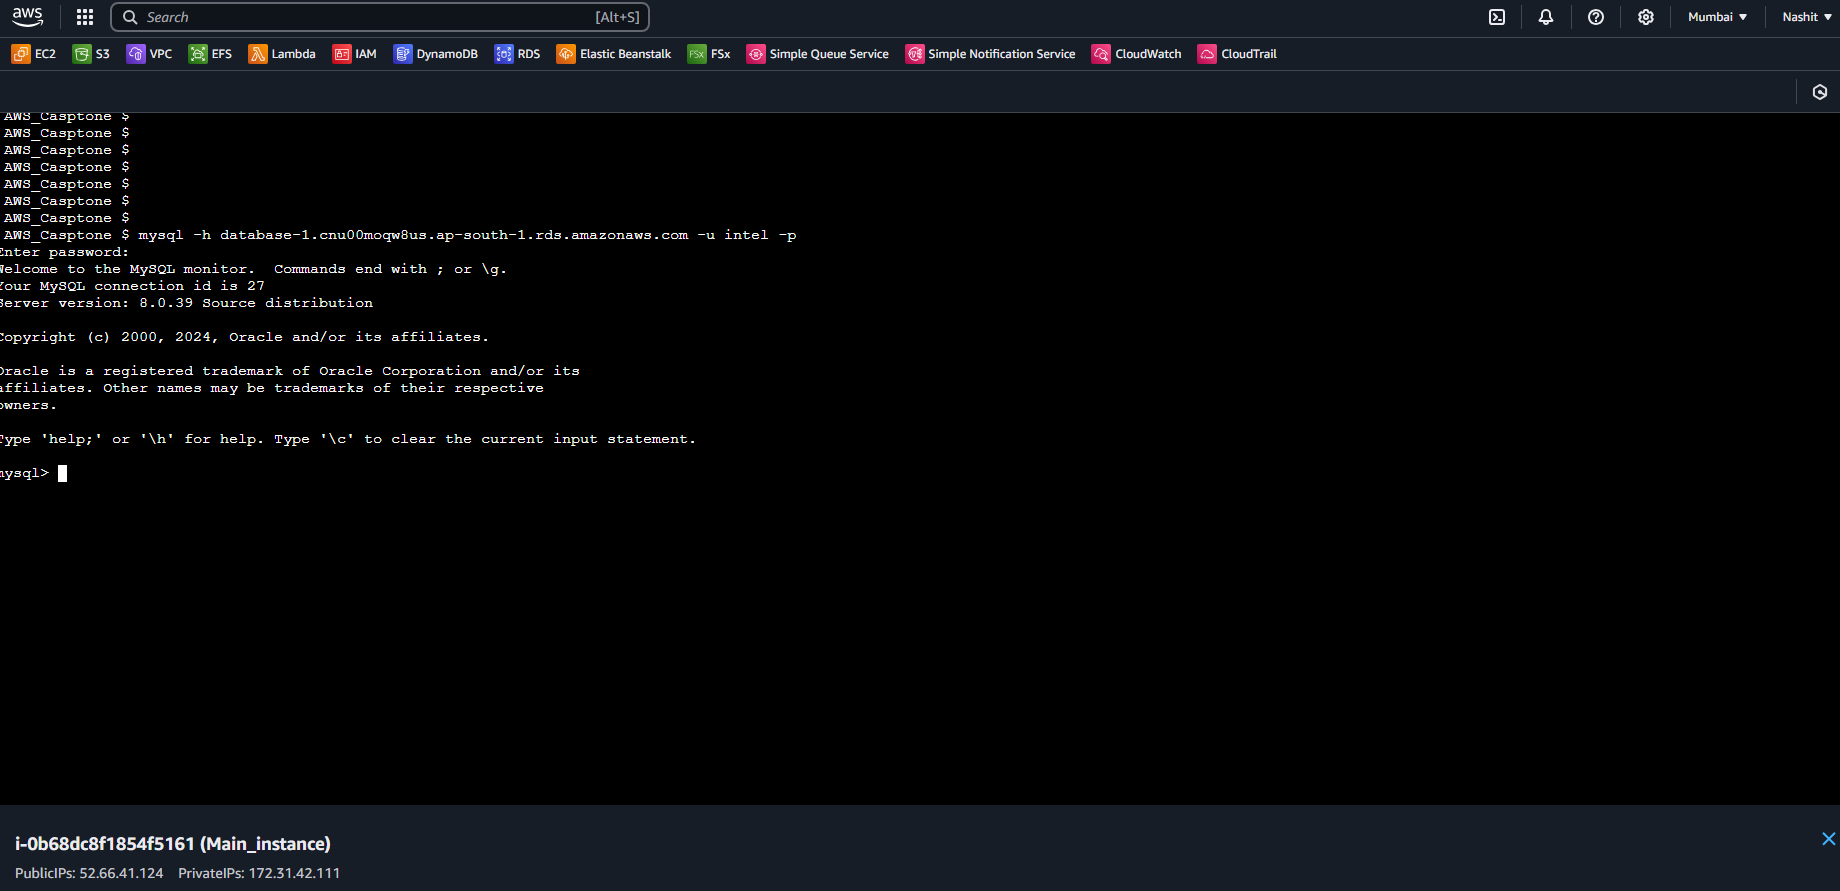 aws
Search
[Alt+S]
Mumbai
Nashit
EC2
S3
VPC
EFS
Lambda
IAM
DynamoDB
RDS
Elastic Beanstalk
FSx FSx
Simple Queue Service
Simple Notification Service
CloudWatch
CloudTrail
AWS_Casptone $
AWS_Casptone $
AWS_Casptone $
AWS_Casptone $
AWS_Casptone $
AWS_Casptone $
AWS_Casptone $
AWS_Casptone $ mysql -h database-1.cnu00moqw8us.ap-south-1.rds.amazonaws.com -u intel -p
Enter password:
Welcome to the MySQL monitor.  Commands end with ; or \g.
Your MySQL connection id is 27
Server version: 8.0.39 Source distribution
Copyright (c) 2000, 2024, Oracle and/or its affiliates.
Oracle is a registered trademark of Oracle Corporation and/or its
affiliates. Other names may be trademarks of their respective
owners.
Type 'help;' or '\h' for help. Type '\c' to clear the current input statement.
mysql>
i-0b68dc8f1854f5161 (Main_instance)
PublicIPs: 52.66.41.124 PrivateIPs: 172.31.42.111